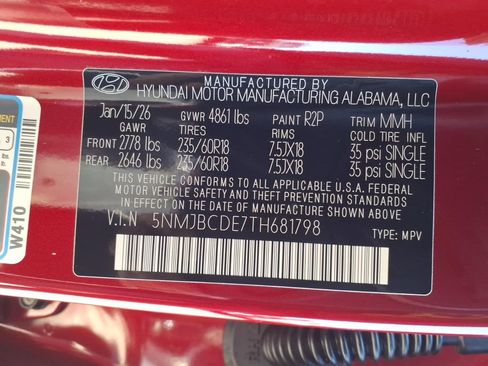 MANUFACTURED BY
HYUNDAI MOTOR MANUFACTURING ALABAMA, LLC
Jan/15/26 GVWR 4861 lbs PAINT R2P TRIM MMH
GAWR TIRES RIMS COLD TIRE INFL
FRONT 2778 lbs 235/60R18 7.5JX18 35 psi SINGLE
REAR 2646 lbs 235/60R18 7.5JX18 35 psi SINGLE
THIS VEHICLE CONFORMS TO ALL APPLICABLE U.S.A. FEDERAL
MOTOR VEHICLE SAFETY AND THEFT PREVENTION STANDARDS
IN EFFECT ON THE DATE OF MANUFACTURE SHOWN ABOVE.
V.I.N 5NMJBCDE7TH681798
TYPE: MPV
3
lbs.
W410